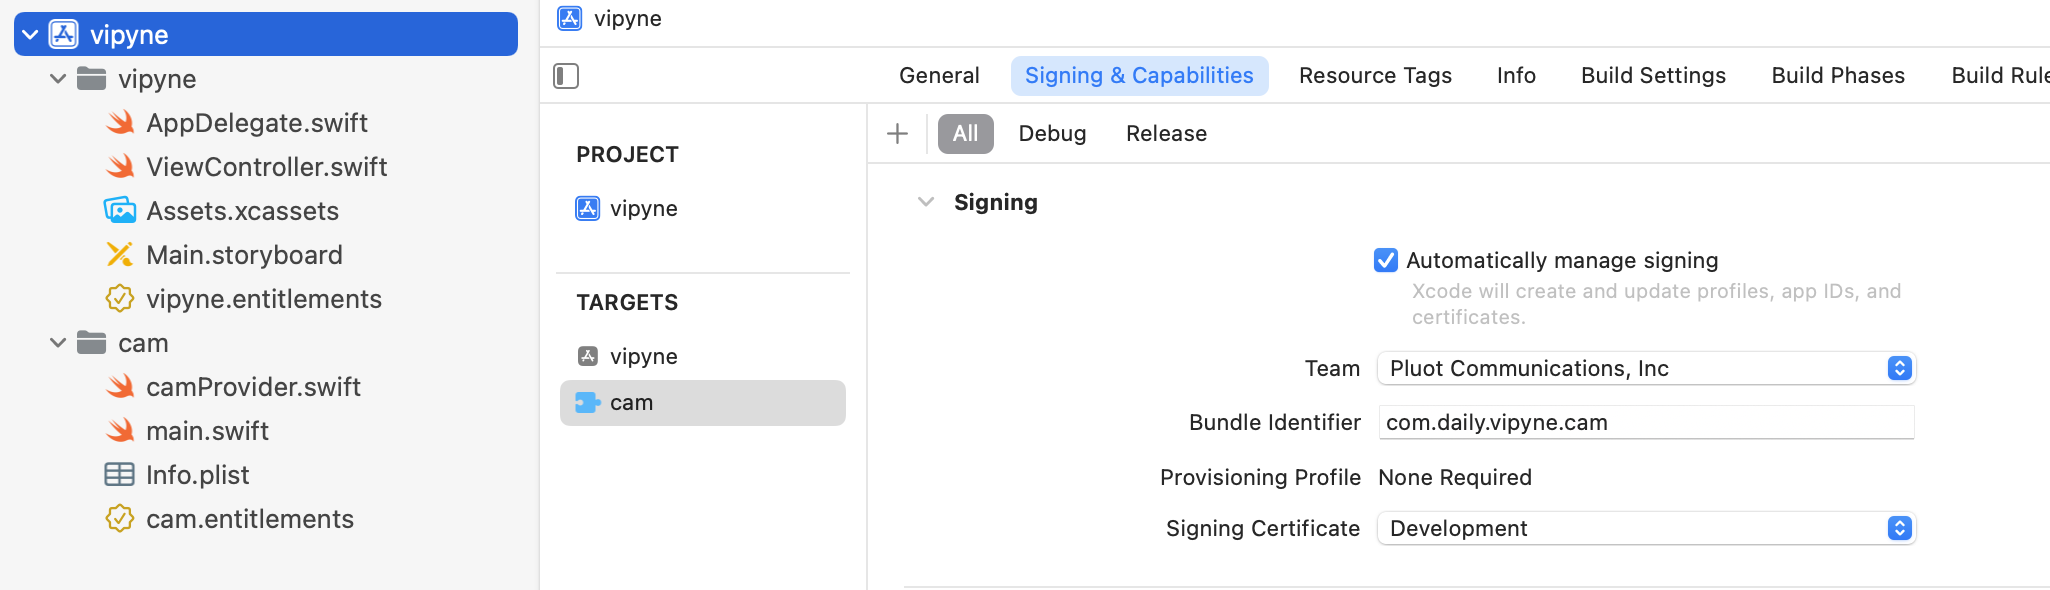 vipyne
vipyne
AppDelegate.swift
ViewController.swift
Assets.xcassets
Main.storyboard
vipyne.entitlements
cam
camProvider.swift
main.swift
Info.plist
cam.entitlements
vipyne
General Signing & Capabilities Resource Tags Info Build Settings Build Phases Build Rule
PROJECT
vipyne
TARGETS
vipyne
cam
All Debug Release
Signing
Automatically manage signing
Xcode will create and update profiles, app IDs, and
certificates.
Team Pluot Communications, Inc
Bundle Identifier com.daily.vipyne.cam
Provisioning Profile None Required
Signing Certificate Development